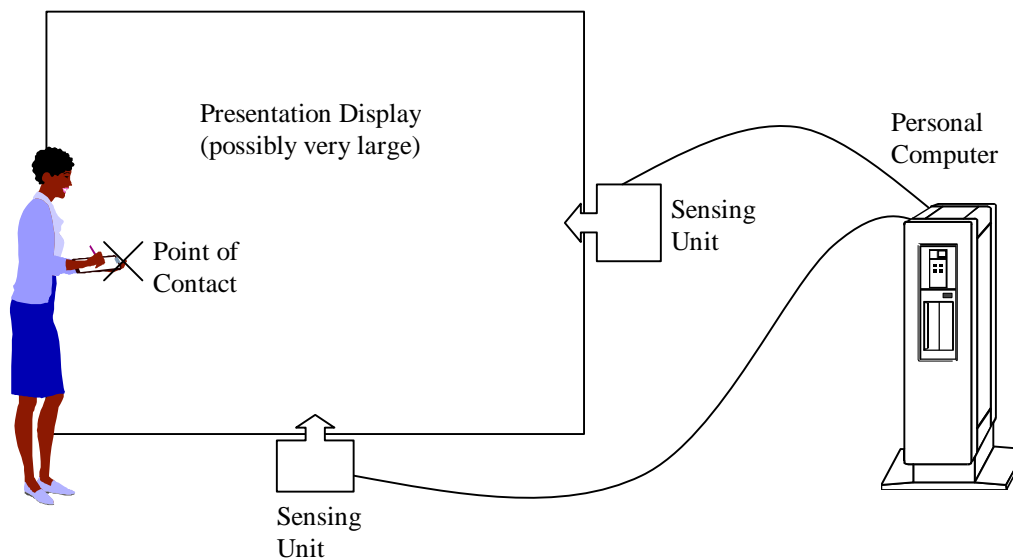 Presentation Display
(possibly very large)
Personal
Computer
Sensing
Unit
Point of
Contact
Sensing
Unit